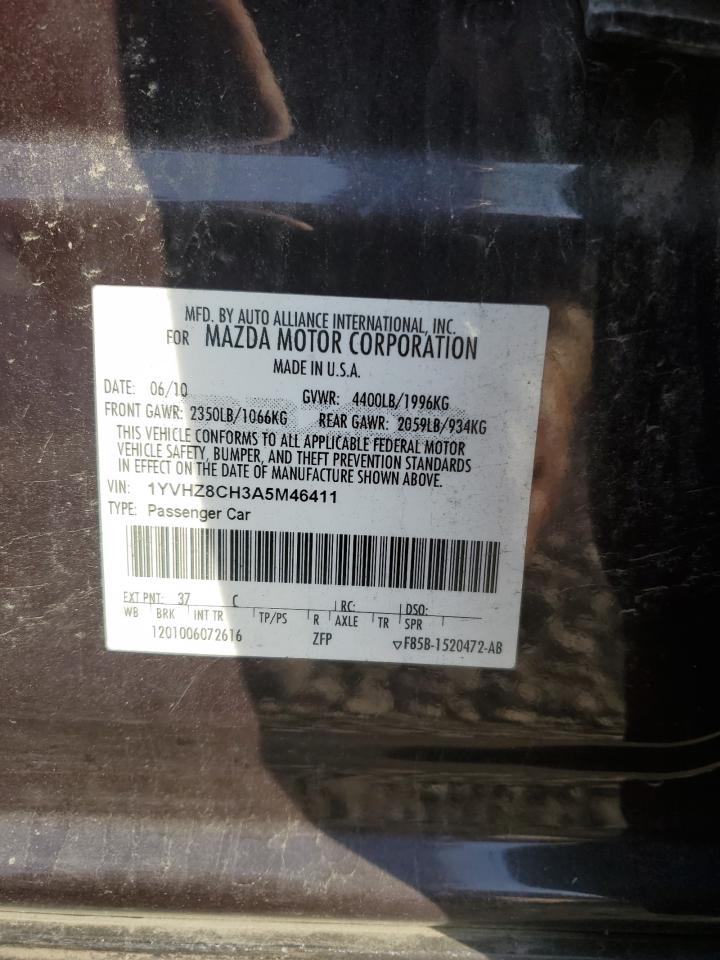 MFD. BY AUTO ALLIANCE INTERNATIONAL, INC.
FOR MAZDA MOTOR CORPORATION
MADE IN U.S.A.
DATE: 06/10 GVWR: 4400LB/1996KG
FRONT GAWR: 2350LB/1066KG REAR GAWR: 2059LB/934KG
THIS VEHICLE CONFORMS TO ALL APPLICABLE FEDERAL MOTOR
VEHICLE SAFETY, BUMPER, AND THEFT PREVENTION STANDARDS
IN EFFECT ON THE DATE OF MANUFACTURE SHOWN ABOVE.
VIN: 1YVHZ8CH3A5M46411
TYPE: Passenger Car
EXT PNT: 37 C RC: DSO:
WB BRK INT TR TP/PS R AXLE TR SPR
1201006072616 ZFP ▽F85B-1520472-AB